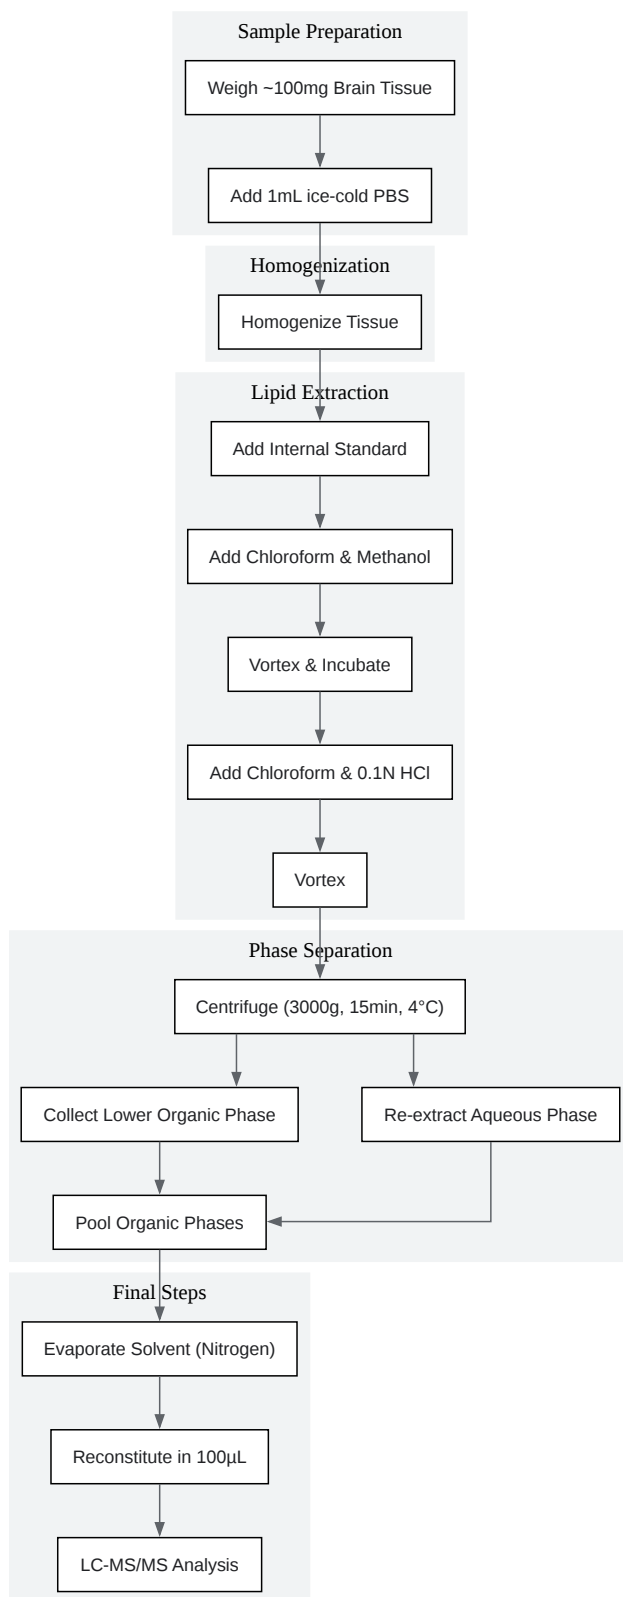 Sample Preparation
Weigh ~100mg Brain Tissue
Add 1mL ice-cold PBS
Homogenization
Homogenize Tissue
Lipid Extraction
Add Internal Standard
Add Chloroform & Methanol
Vortex & Incubate
Add Chloroform & 0.1N HCl
Vortex
Phase Separation
Centrifuge (3000g, 15min, 4°C)
Collect Lower Organic Phase
Re-extract Aqueous Phase
Pool Organic Phases
Final Steps
Evaporate Solvent (Nitrogen)
Reconstitute in 100µL
LC-MS/MS Analysis